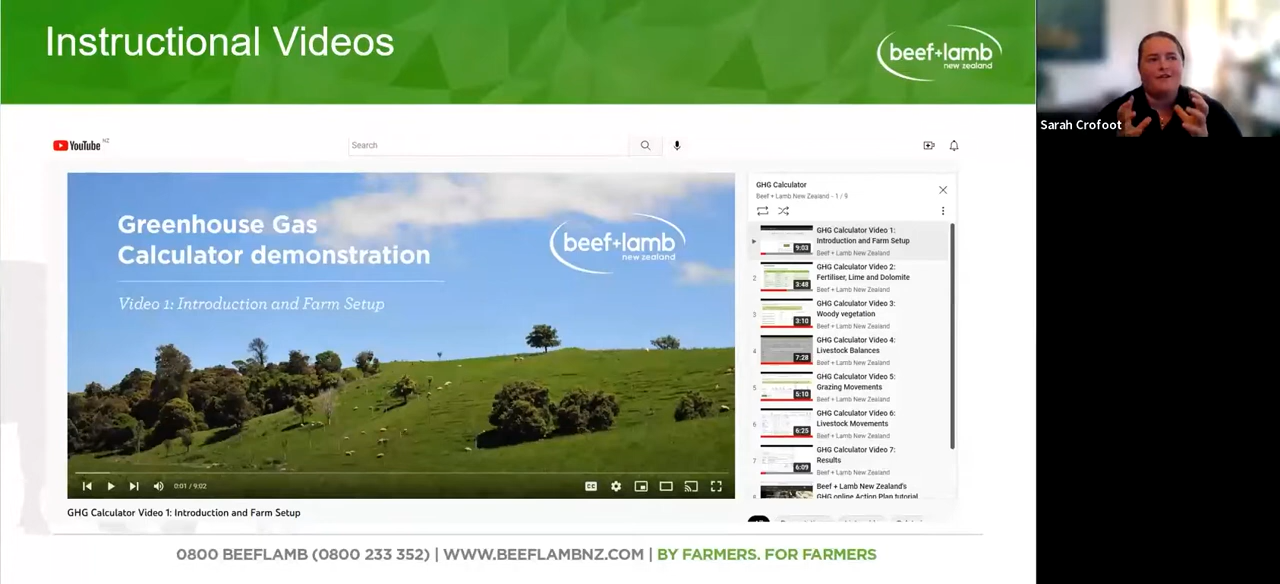 Instructional Videos
beef+lamb
new zealand
Sarah Crofoot
YouTube NZ
Search
Greenhouse Gas
Calculator demonstration
Video 1: Introduction and Farm Setup
beef+lamb
new zealand
0:01 / 9:02
CC
GHG Calculator Video 1: Introduction and Farm Setup
GHG Calculator
Beef + Lamb New Zealand - 1 / 9
9:03
GHG Calculator Video 1:
Introduction and Farm Setup
Beef + Lamb New Zealand
2
3:48
GHG Calculator Video 2:
Fertiliser, Lime and Dolomite
Beef + Lamb New Zealand
3
3:10
GHG Calculator Video 3:
Woody vegetation
Beef + Lamb New Zealand
4
7:28
GHG Calculator Video 4:
Livestock Balances
Beef + Lamb New Zealand
5
5:10
GHG Calculator Video 5:
Grazing Movements
Beef + Lamb New Zealand
6
6:25
GHG Calculator Video 6:
Livestock Movements
Beef + Lamb New Zealand
7
6:09
GHG Calculator Video 7:
Results
Beef + Lamb New Zealand
Beef + Lamb New Zealand's
GHG online Action Plan tutorial
0800 BEEFLAMB (0800 233 352) | WWW.BEEFLAMBNZ.COM | BY FARMERS. FOR FARMERS